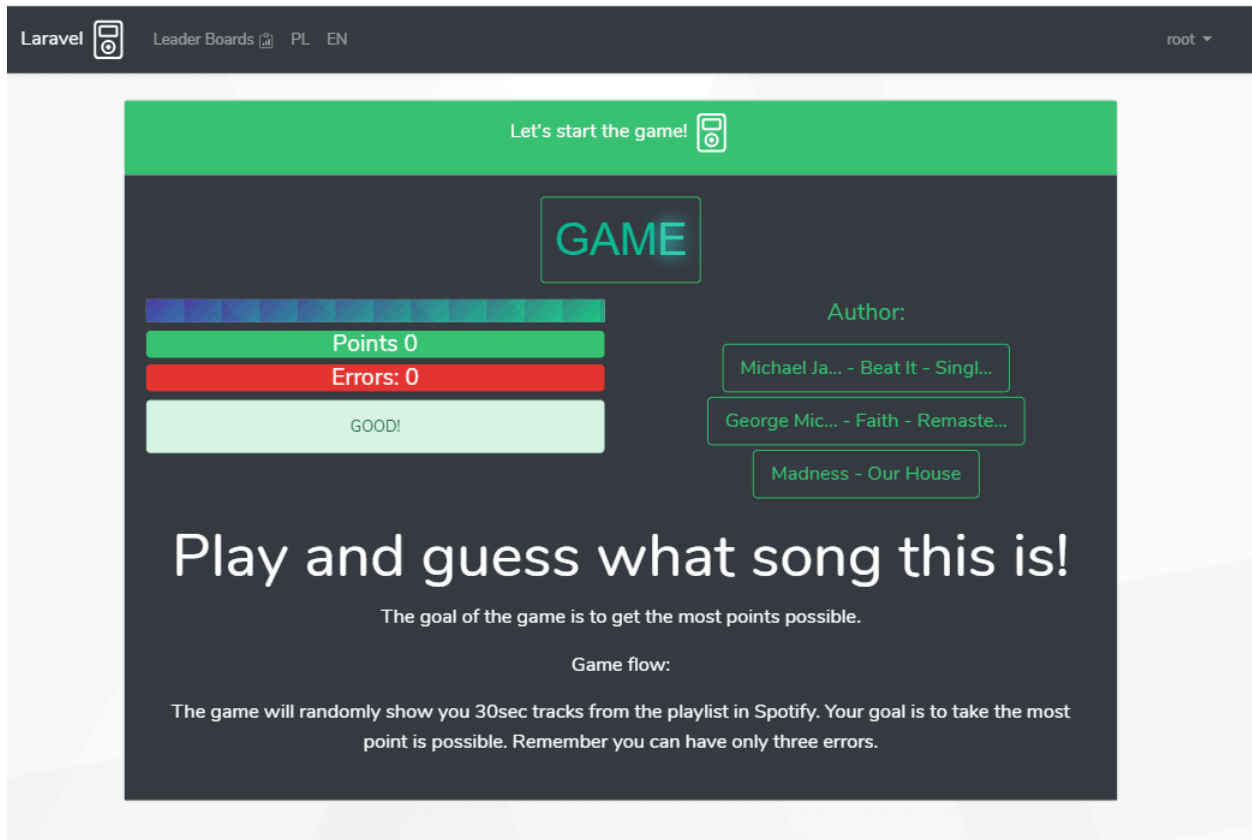 Laravel Leader Boards PL EN root
Let's start the game!
GAME
Points 0
Errors: 0
GOOD!
Author:
Michael Ja... - Beat It - Singl...
George Mic... - Faith - Remaste...
Madness - Our House
Play and guess what song this is!
The goal of the game is to get the most points possible.
Game flow:
The game will randomly show you 30sec tracks from the playlist in Spotify. Your goal is to take the most
point is possible. Remember you can have only three errors.